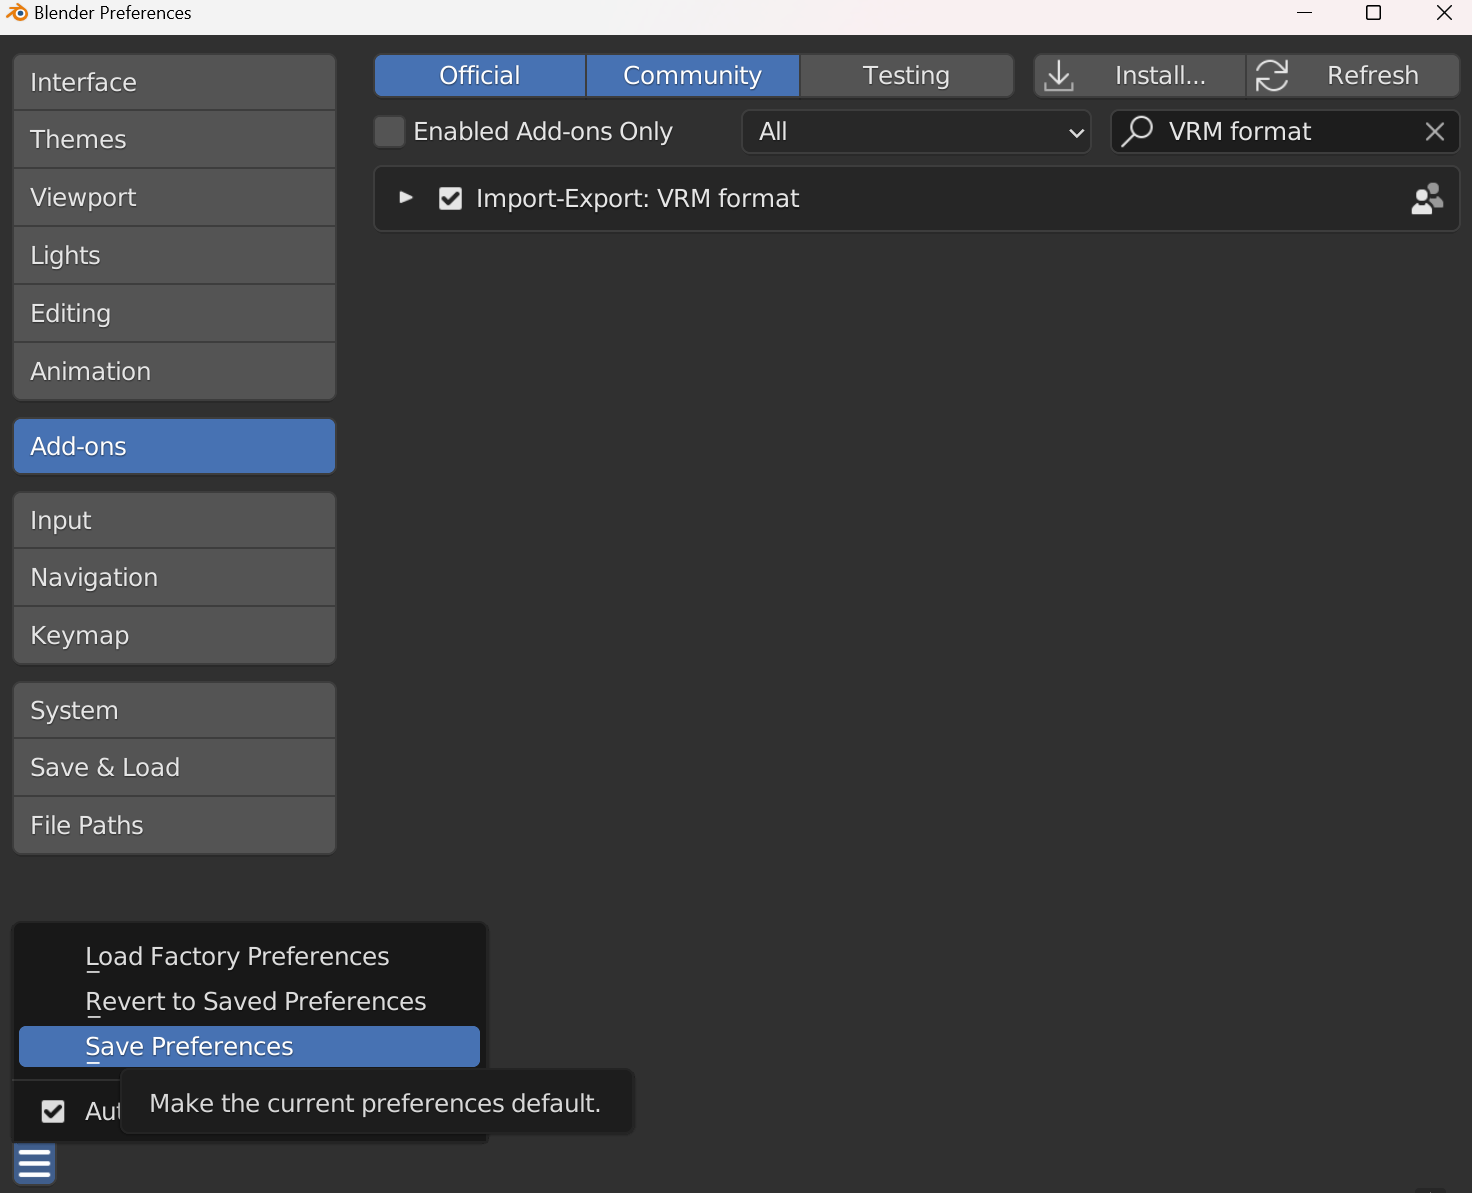 Blender Preferences
Interface
Themes
Viewport
Lights
Editing
Animation
Add-ons
Input
Navigation
Keymap
System
Save & Load
File Paths
Official
Community
Testing
Install...
Refresh
Enabled Add-ons Only
All
VRM format
Import-Export: VRM format
Load Factory Preferences
Revert to Saved Preferences
Save Preferences
Make the current preferences default.